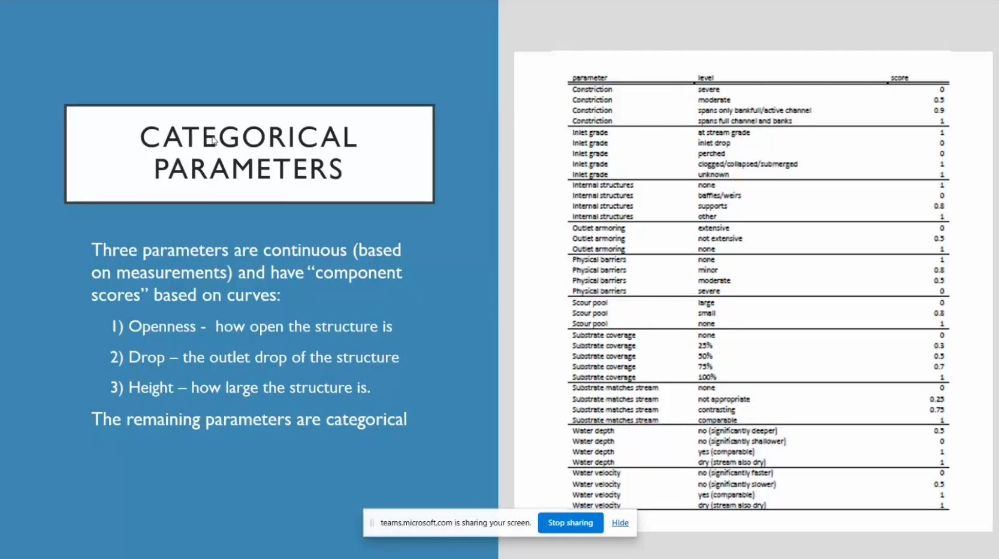 CATEGORICAL
PARAMETERS
Three parameters are continuous (based
on measurements) and have “component
scores” based on curves:
1) Openness - how open the structure is
2) Drop – the outlet drop of the structure
3) Height – how large the structure is.
The remaining parameters are categorical
parameter level score
Constriction severe 0
Constriction moderate 0.5
Constriction spans only bankfull/active channel 0.9
Constriction spans full channel and banks 1
Inlet grade at stream grade 1
Inlet grade inlet drop 0
Inlet grade perched 0
Inlet grade clogged/collapsed/submerged 1
Inlet grade unknown 1
Internal structures none 1
Internal structures baffles/weirs 0
Internal structures supports 0.8
Internal structures other 1
Outlet armoring extensive 0
Outlet armoring not extensive 0.5
Outlet armoring none 1
Physical barriers none 1
Physical barriers minor 0.8
Physical barriers moderate 0.5
Physical barriers severe 0
Scour pool large 0
Scour pool small 0.8
Scour pool none 1
Substrate coverage none 0
Substrate coverage 25% 0.3
Substrate coverage 50% 0.5
Substrate coverage 75% 0.7
Substrate coverage 100% 1
Substrate matches stream none 0
Substrate matches stream not appropriate 0.25
Substrate matches stream contrasting 0.75
Substrate matches stream comparable 1
Water depth no (significantly deeper) 0.5
Water depth no (significantly shallower) 0
Water depth yes (comparable) 1
Water depth dry (stream also dry) 1
Water velocity no (significantly faster) 0
Water velocity no (significantly slower) 0.5
Water velocity yes (comparable) 1
Water velocity dry (stream also dry) 1
teams.microsoft.com is sharing your screen. Stop sharing Hide